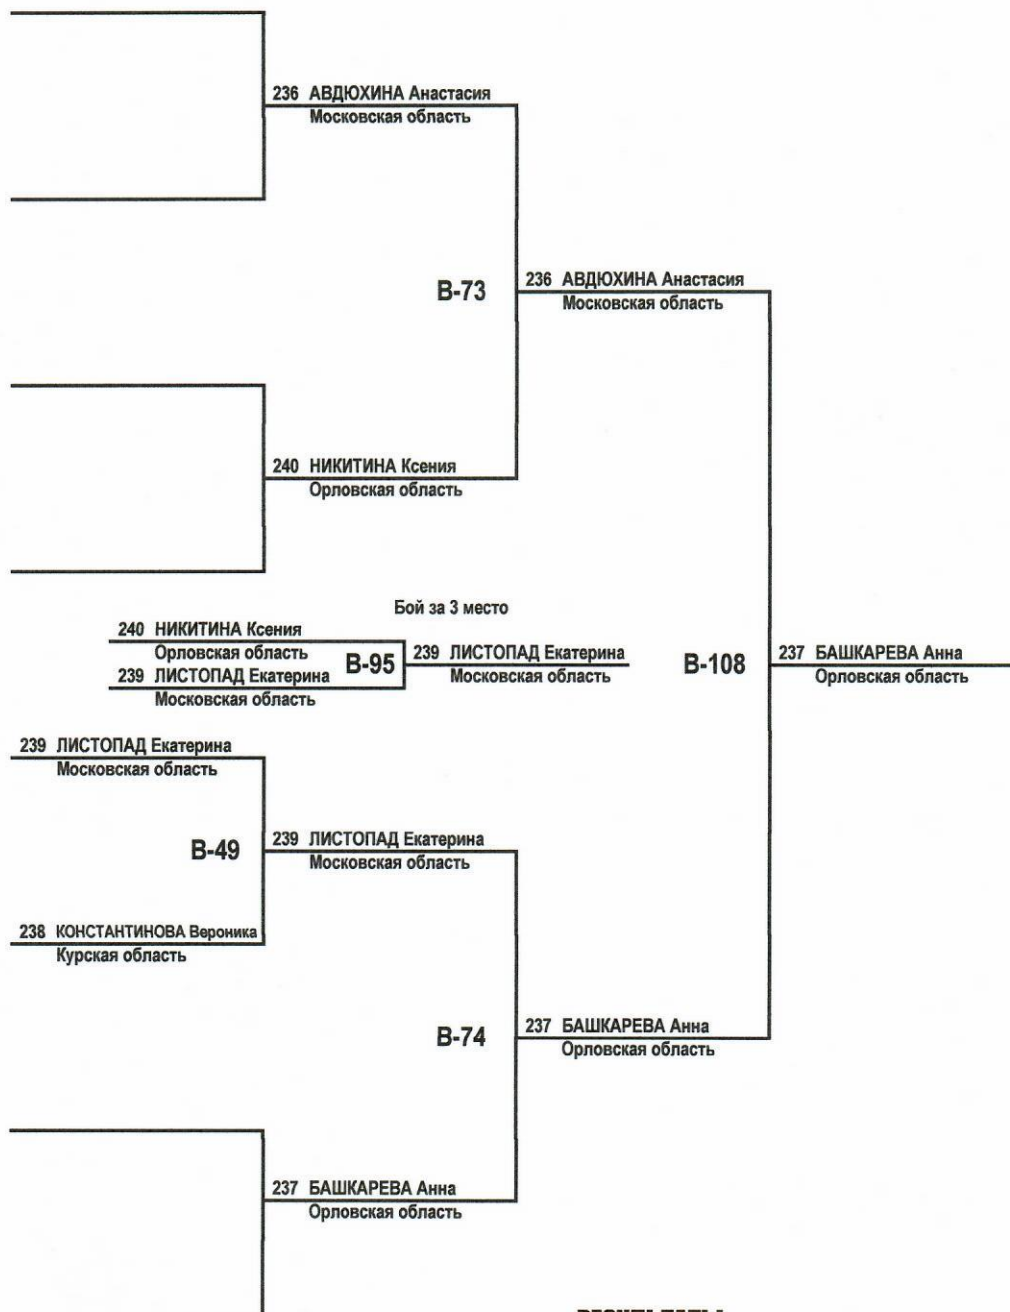 236 АВДЮХИНА Анастасия
Московская область
B-73
236 АВДЮХИНА Анастасия
Московская область
240 НИКИТИНА Ксения
Орловская область
Бой за 3 место
240 НИКИТИНА Ксения
Орловская область
239 ЛИСТОПАД Екатерина
Московская область
B-95
239 ЛИСТОПАД Екатерина
Московская область
B-108
237 БАШКАРЕВА Анна
Орловская область
239 ЛИСТОПАД Екатерина
Московская область
B-49
239 ЛИСТОПАД Екатерина
Московская область
238 КОНСТАНТИНОВА Вероника
Курская область
B-74
237 БАШКАРЕВА Анна
Орловская область
237 БАШКАРЕВА Анна
Орловская область